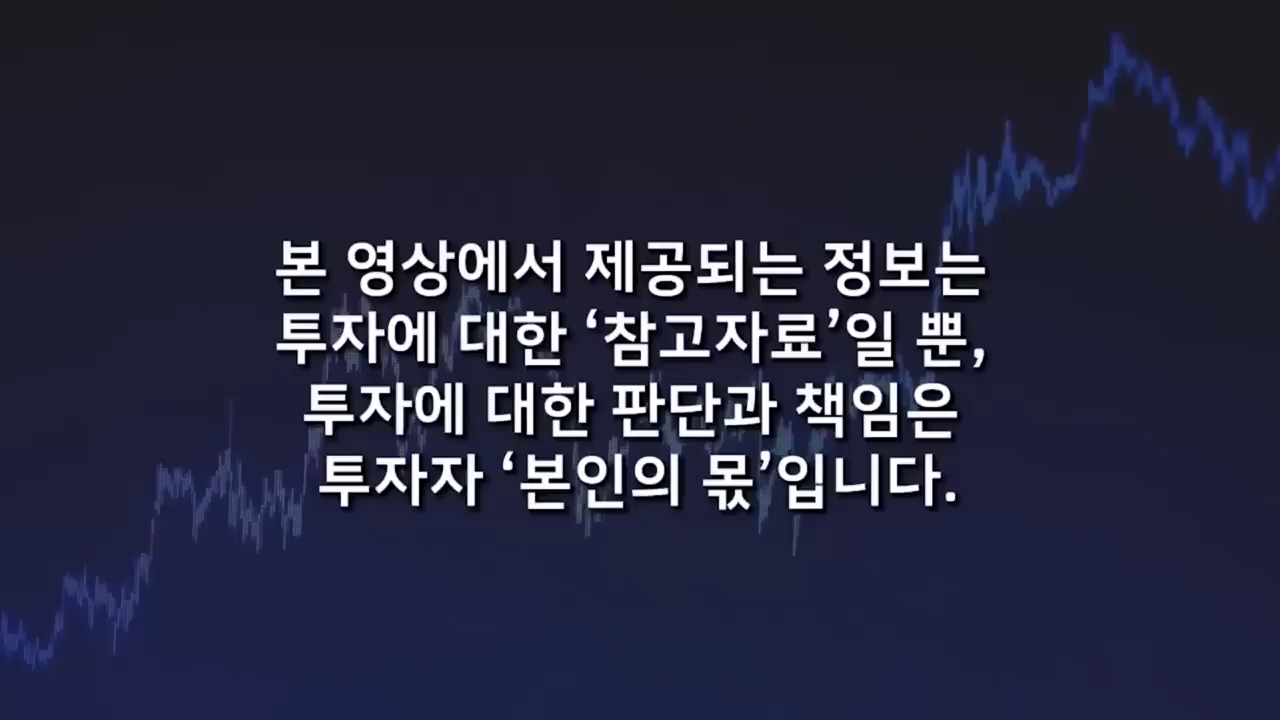 본 영상에서 제공되는 정보는
투자에 대한 ‘참고자료’일 뿐,
투자에 대한 판단과 책임은
투자자 ‘본인의 몫’입니다.